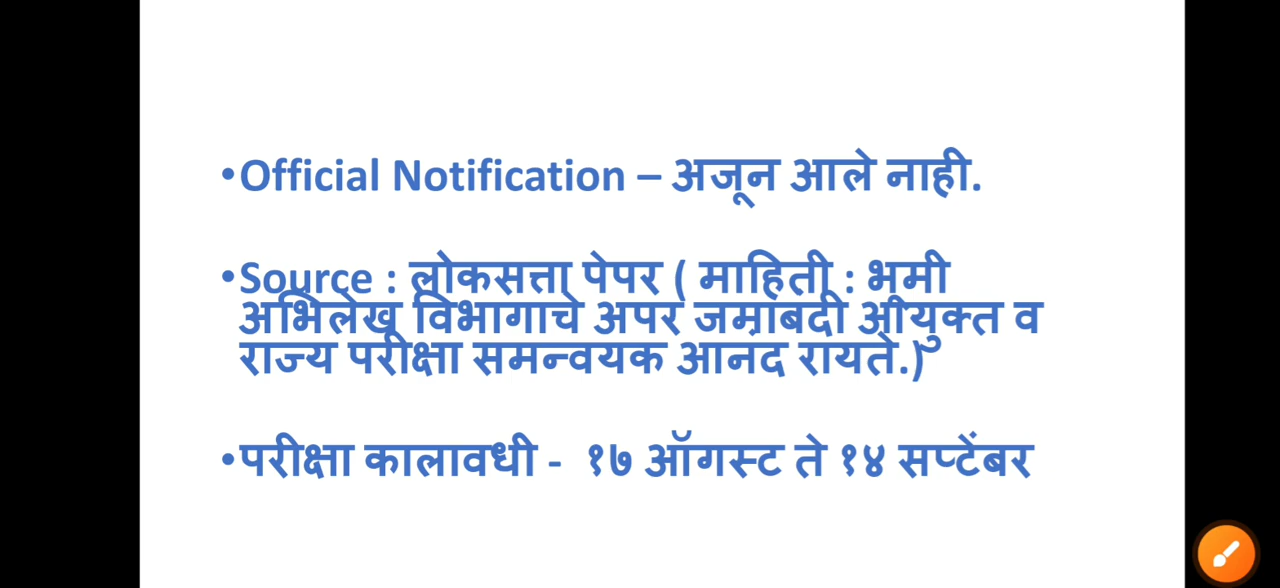 •Official Notification – अजून आले नाही.
•Source : लोकसत्ता पेपर ( माहिती : भमी
अभिलेख विभागाचे अपर जमाबंदी आयुक्त व
राज्य परीक्षा समन्वयक आनंद रायते.)
•परीक्षा कालावधी - १७ ऑगस्ट ते १४ सप्टेंबर